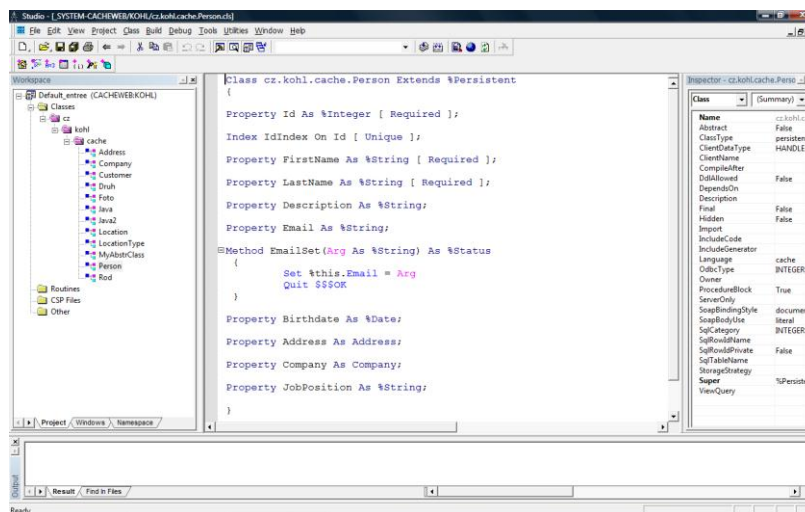 Studio - [_SYSTEM-CACHEWEB/KOHL/cz.kohl.cache.Person.cls]
File Edit View Project Class Build Debug Tools Utilities Window Help
Workspace
Default_entree (CACHEWEB:KOHL)
Classes
cz
kohl
cache
Address
Company
Customer
Druh
Foto
Java
Java2
Location
LocationType
MyAbstrClass
Person
Rod
Routines
CSP Files
Other
Project Windows Namespace
Class cz.kohl.cache.Person Extends %Persistent
{
Property Id As %Integer [ Required ];
Index IdIndex On Id [ Unique ];
Property FirstName As %String [ Required ];
Property LastName As %String [ Required ];
Property Description As %String;
Property Email As %String;
Method EmailSet(Arg As %String) As %Status
{
Set %this.Email = Arg
Quit $$$OK
}
Property Birthdate As %Date;
Property Address As Address;
Property Company As Company;
Property JobPosition As %String;
}
Inspector - cz.kohl.cache.Perso
Class (Summary)
Name cz.kohl.c
Abstract False
ClassType persisten
ClientDataType HANDLE
ClientName
CompileAfter
DdlAllowed False
DependsOn
Description
Final False
Hidden False
Import
IncludeCode
IncludeGenerator
Language cache
OdbcType INTEGER
Owner
ProcedureBlock True
ServerOnly
SoapBindingStyle documen
SoapBodyUse literal
SqlCategory INTEGER
SqlRowIdName
SqlRowIdPrivate False
SqlTableName
StorageStrategy
Super %Persiste
ViewQuery
Output
Result Find in Files
Ready